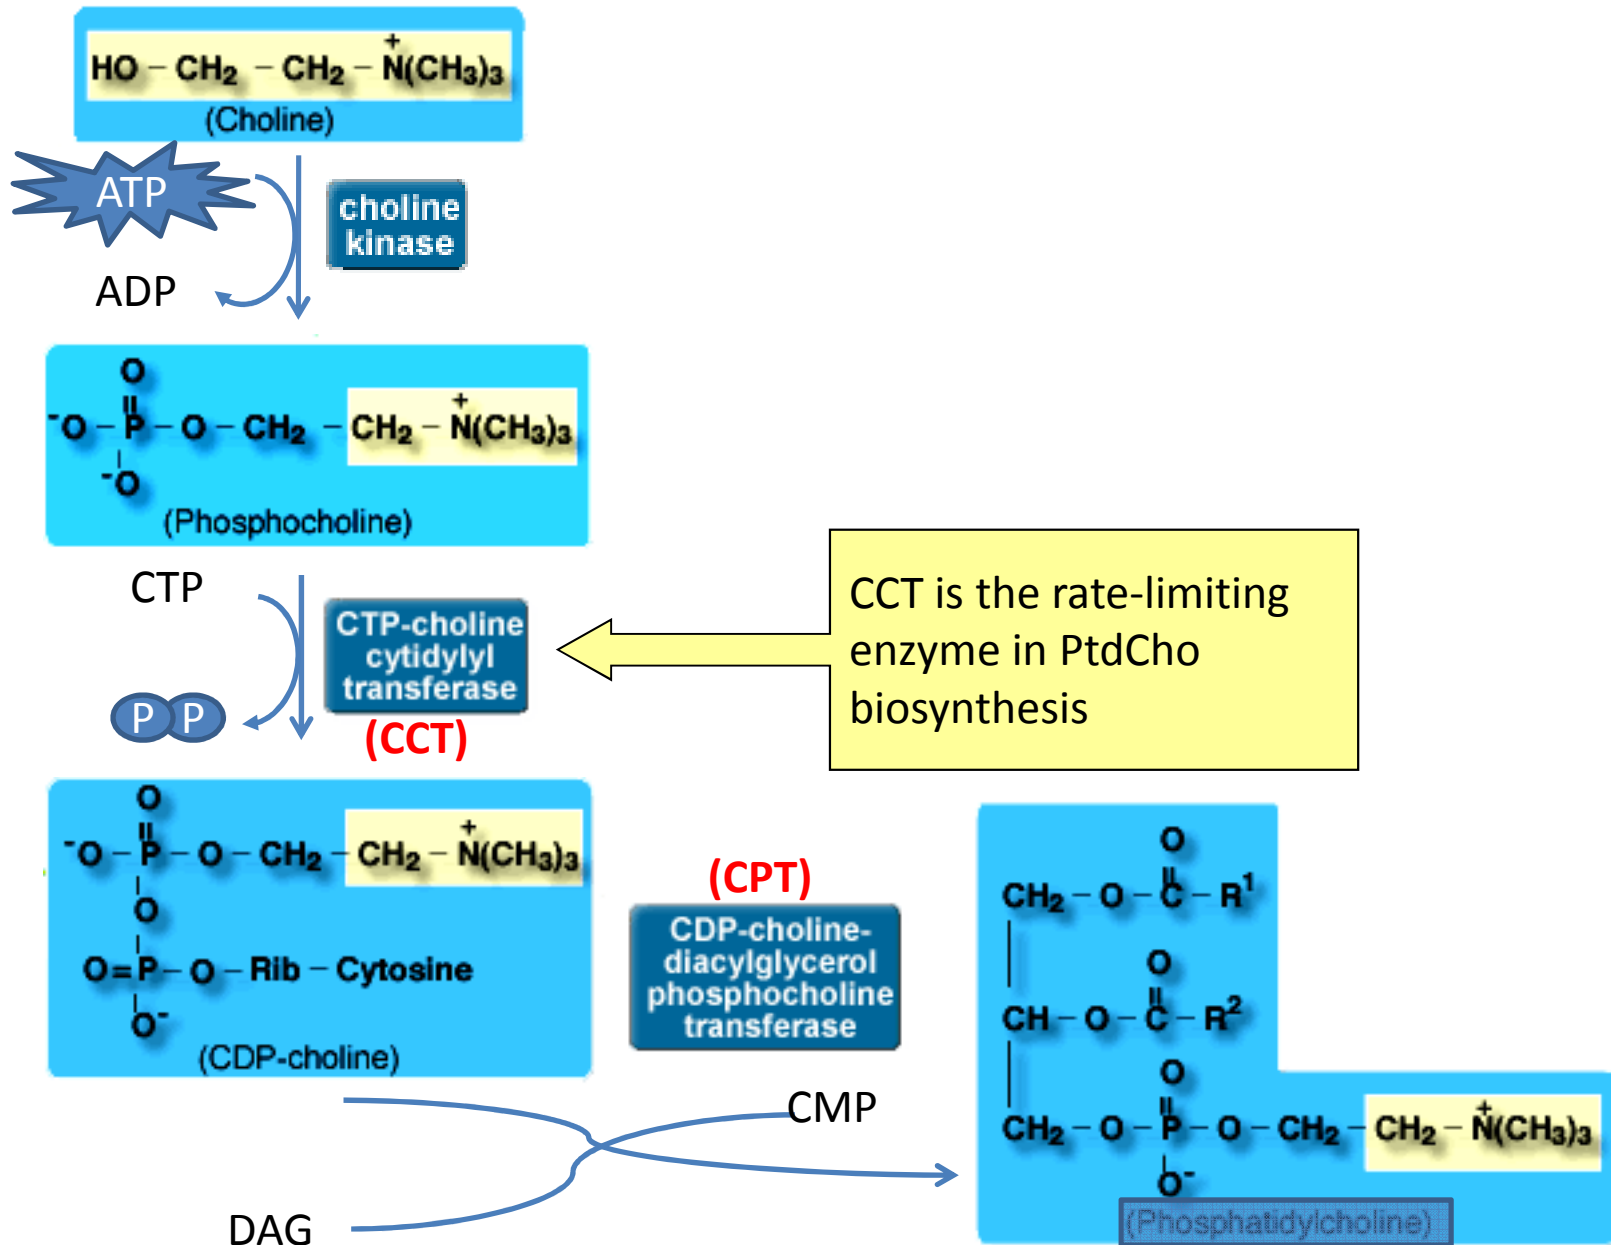 HO – CH₂ – CH₂ – N⁺(CH₃)₃
(Choline)
ATP
choline
kinase
ADP
O
||
⁻O – P – O – CH₂ – CH₂ – N⁺(CH₃)₃
|
⁻O
(Phosphocholine)
CTP
CTP-choline
cytidylyl
transferase
(CCT)
P P
CCT is the rate-limiting
enzyme in PtdCho
biosynthesis
O
||
⁻O – P – O – CH₂ – CH₂ – N⁺(CH₃)₃
|
O
|
O=P – O – Rib – Cytosine
|
O⁻
(CDP-choline)
(CPT)
CDP-choline-
diacylglycerol
phosphocholine
transferase
CMP
DAG
O
||
CH₂ – O – C – R¹
O
||
CH – O – C – R²
O
||
CH₂ – O – P – O – CH₂ – CH₂ – N⁺(CH₃)₃
|
O⁻
(Phosphatidylcholine)